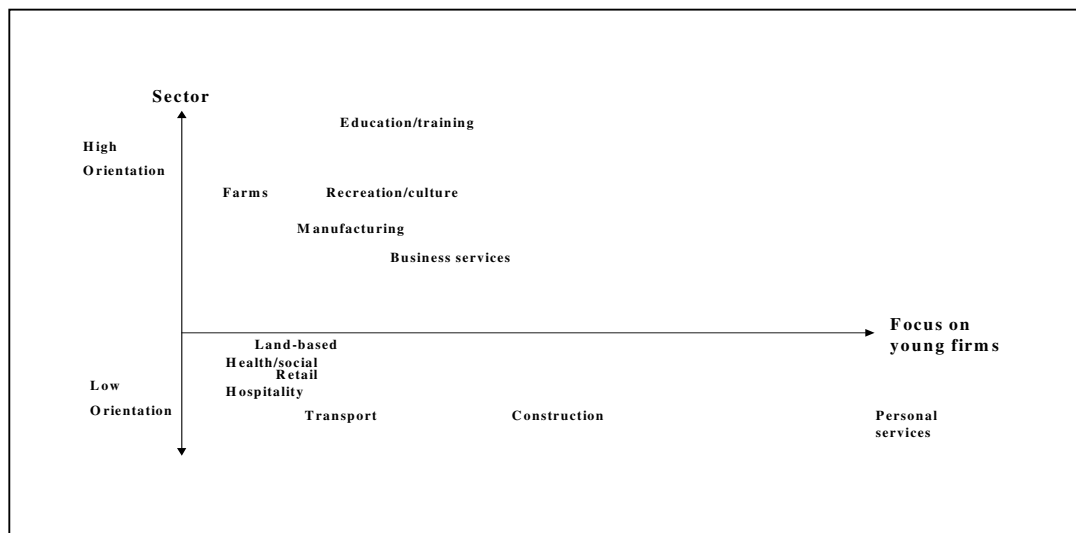 Sector
Education/training
High
Orientation
Farms
Recreation/culture
Manufacturing
Business services
Focus on
young firms
Land-based
Health/social
Retail
Low
Hospitality
Orientation
Transport
Construction
Personal
services